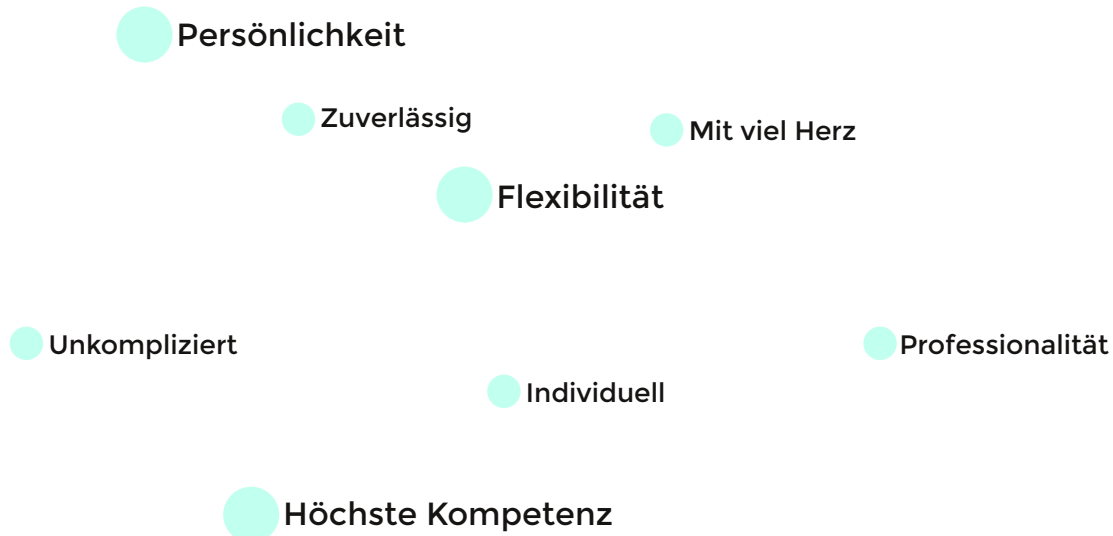 Persönlichkeit
Zuverlässig
Mit viel Herz
Flexibilität
Unkompliziert
Professionalität
Individuell
Höchste Kompetenz